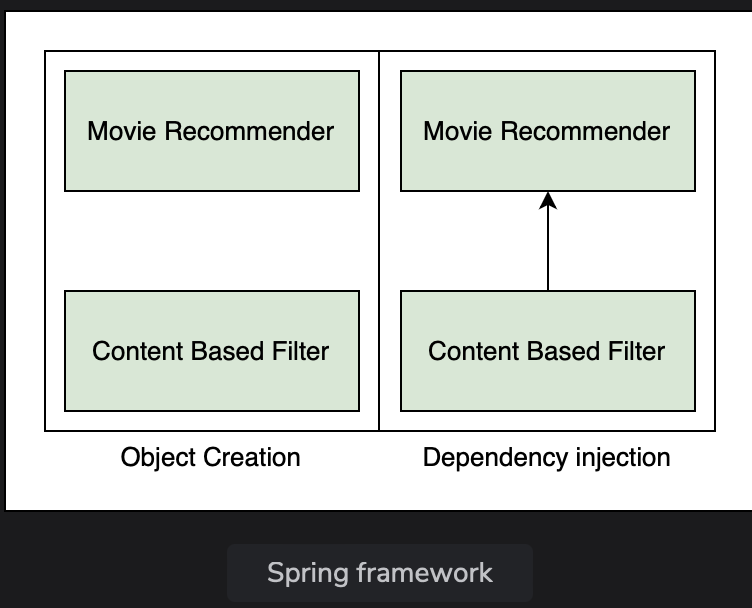 Movie Recommender
Content Based Filter
Object Creation
Movie Recommender
Content Based Filter
Dependency injection
Spring framework